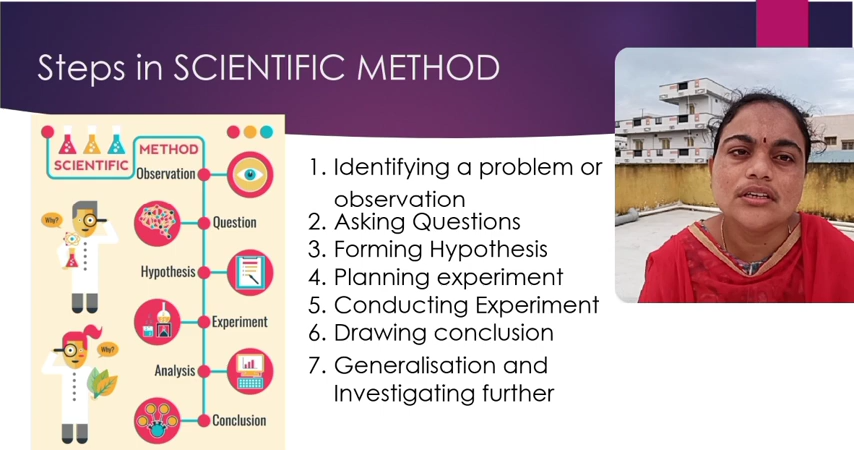 Steps in SCIENTIFIC METHOD
SCIENTIFIC
METHOD
Observation
Why?
Question
Hypothesis
Experiment
Why?
Analysis
Conclusion
1. Identifying a problem or
observation
2. Asking Questions
3. Forming Hypothesis
4. Planning experiment
5. Conducting Experiment
6. Drawing conclusion
7. Generalisation and
Investigating further